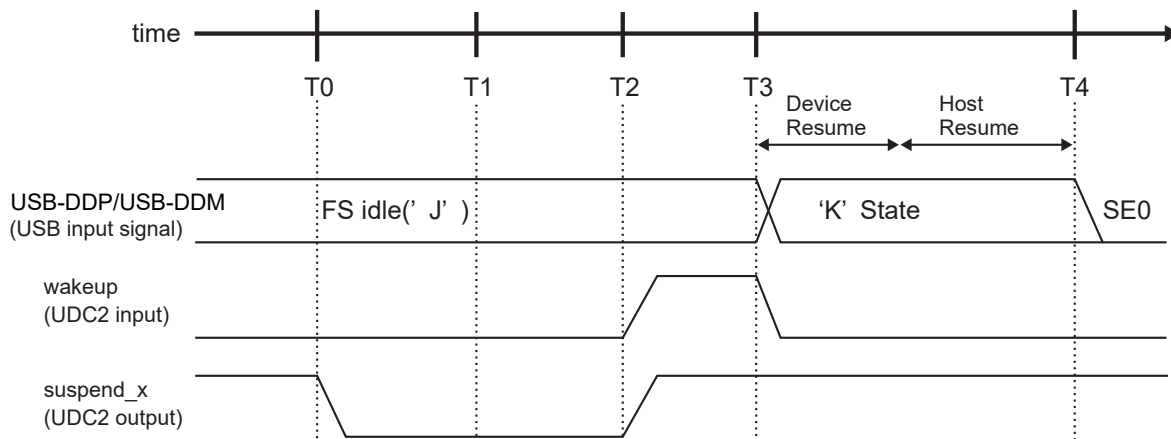 time
T0 T1 T2 T3 T4
Device Host
Resume Resume
USB-DDP/USB-DDM
(USB input signal)
FS idle(' J' )
‘K’ State
SE0
wakeup
(UDC2 input)
suspend_x
(UDC2 output)